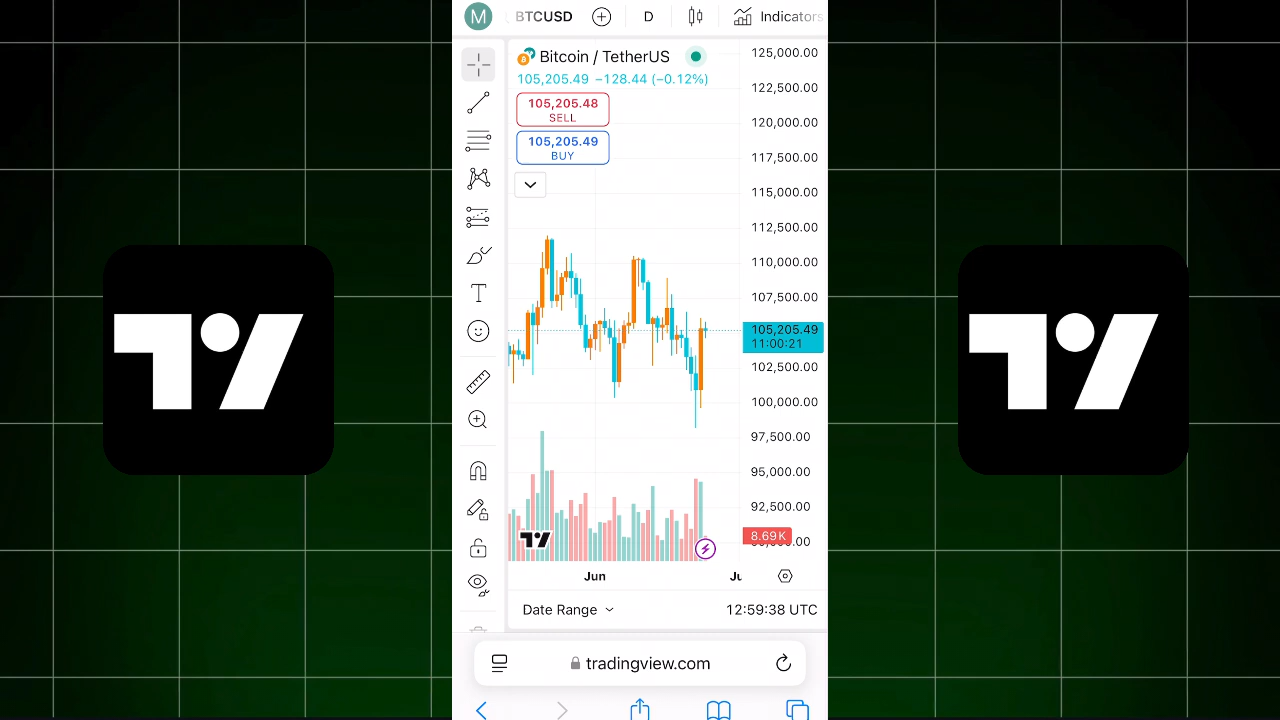 M
BTCUSD
D
Indicators
Bitcoin / TetherUS
105,205.49 −128.44 (−0.12%)
105,205.48
SELL
105,205.49
BUY
125,000.00
122,500.00
120,000.00
117,500.00
115,000.00
112,500.00
110,000.00
107,500.00
105,205.49
11:00:21
102,500.00
100,000.00
97,500.00
95,000.00
92,500.00
8.69K
Jun
Date Range
12:59:38 UTC
tradingview.com